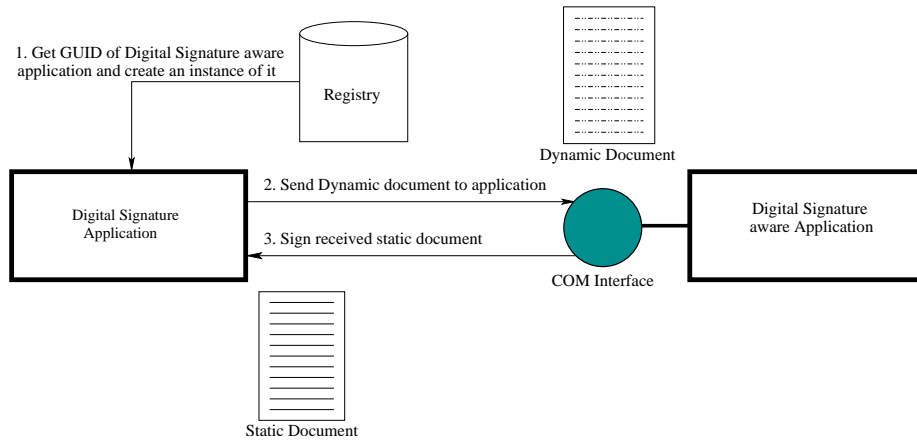 1. Get GUID of Digital Signature aware
application and create an instance of it
Registry
Dynamic Document
2. Send Dynamic document to application
Digital Signature
Application
Digital Signature
aware Application
3. Sign received static document
COM Interface
Static Document